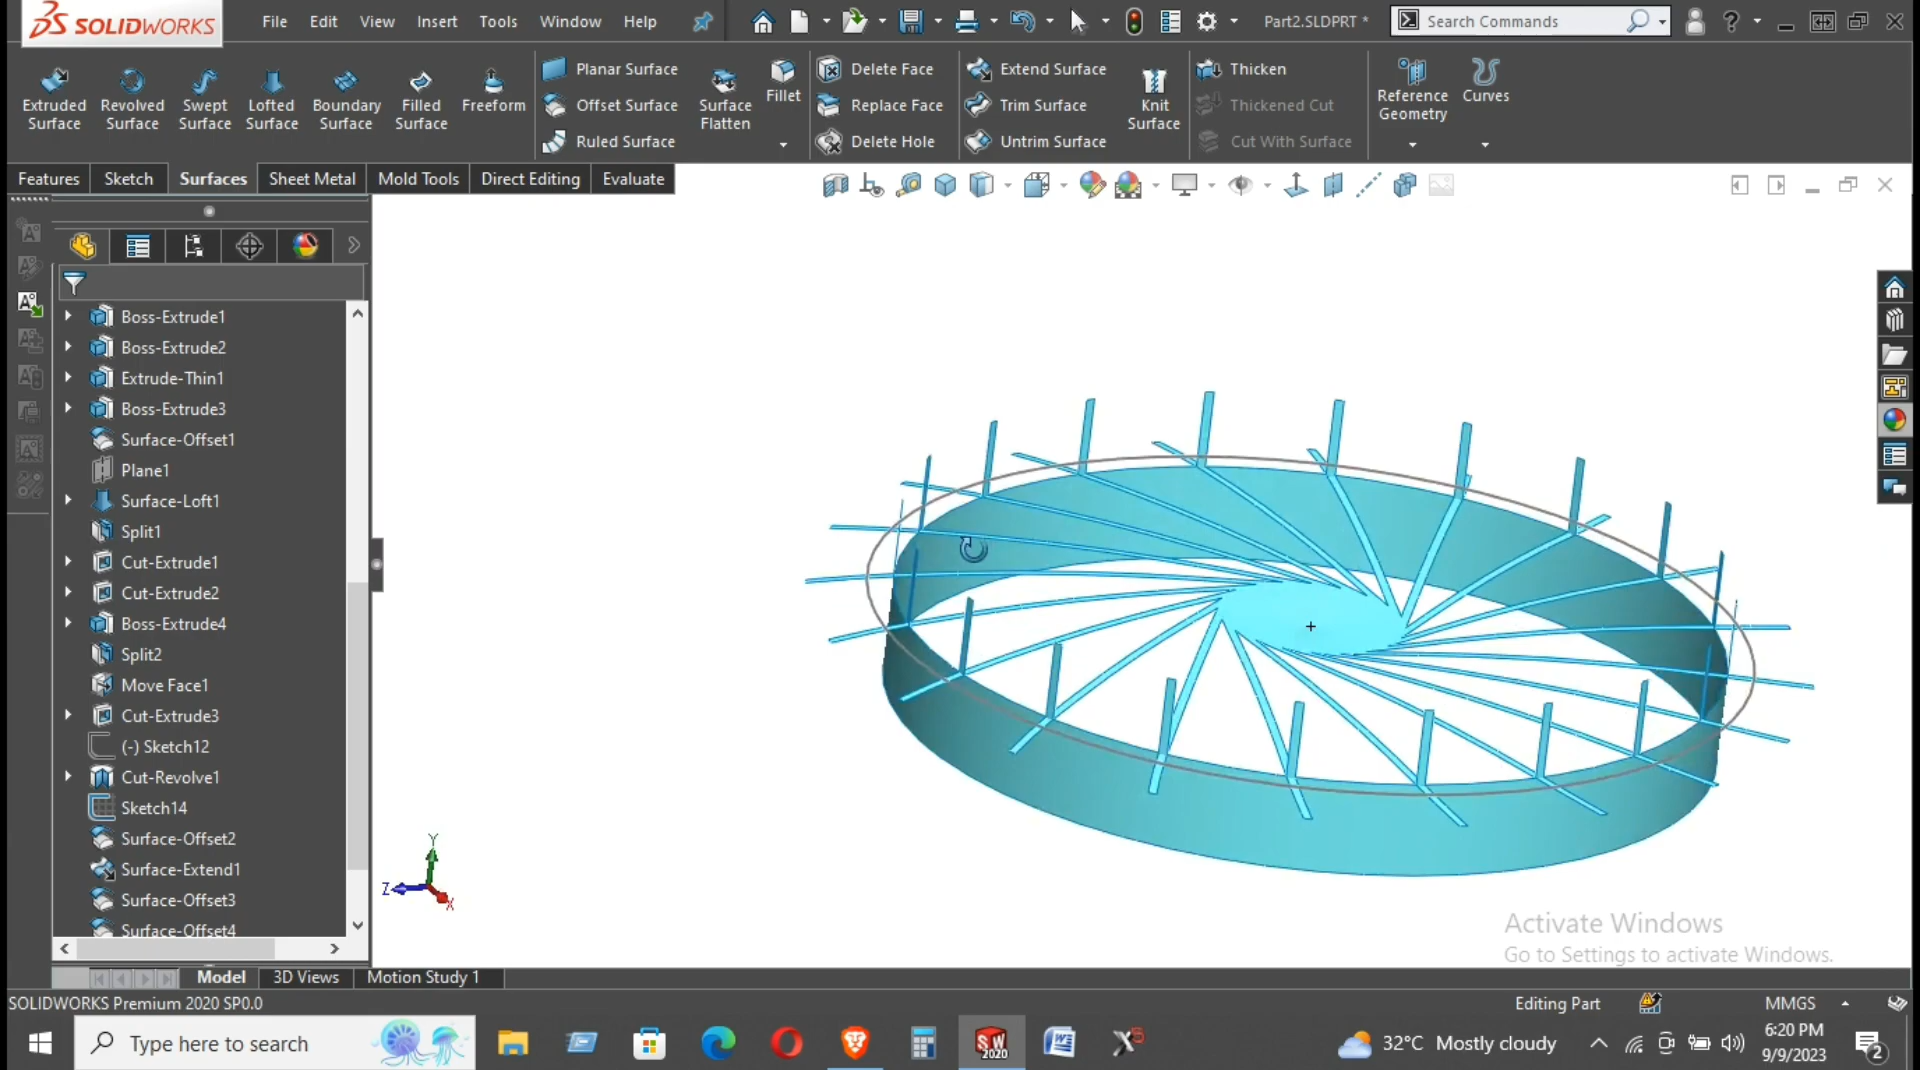 SOLIDWORKS File Edit View Insert Tools Window Help Part2.SLDPRT * Search Commands
Extruded Surface
Revolved Surface
Swept Surface
Lofted Surface
Boundary Surface
Filled Surface
Freeform
Planar Surface
Offset Surface
Ruled Surface
Surface Flatten
Fillet
Delete Face
Replace Face
Delete Hole
Extend Surface
Trim Surface
Untrim Surface
Knit Surface
Thicken
Thickened Cut
Cut With Surface
Reference Geometry
Curves
Features Sketch Surfaces Sheet Metal Mold Tools Direct Editing Evaluate
Boss-Extrude1
Boss-Extrude2
Extrude-Thin1
Boss-Extrude3
Surface-Offset1
Plane1
Surface-Loft1
Split1
Cut-Extrude1
Cut-Extrude2
Boss-Extrude4
Split2
Move Face1
Cut-Extrude3
(-) Sketch12
Cut-Revolve1
Sketch14
Surface-Offset2
Surface-Extend1
Surface-Offset3
Surface-Offset4
Y
Z
X
Activate Windows
Go to Settings to activate Windows.
Model 3D Views Motion Study 1
SOLIDWORKS Premium 2020 SP0.0 Editing Part MMGS
Type here to search SW 2020 32°C Mostly cloudy 6:20 PM
9/9/2023 2